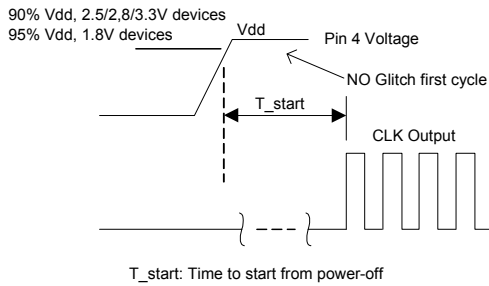 90% Vdd, 2.5/2,8/3.3V devices
95% Vdd, 1.8V devices
Vdd
Pin 4 Voltage
NO Glitch first cycle
T_start
CLK Output
T_start: Time to start from power-off